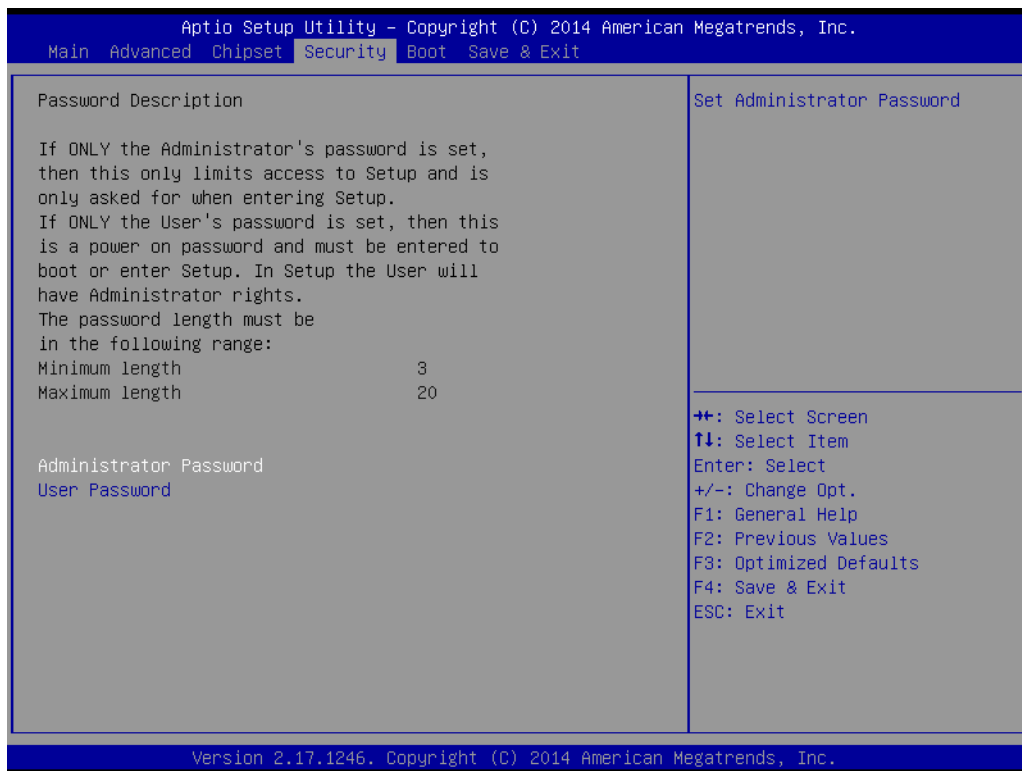 Aptio Setup Utility – Copyright (C) 2014 American Megatrends, Inc.
Main Advanced Chipset Security Boot Save & Exit
Password Description
If ONLY the Administrator's password is set,
then this only limits access to Setup and is
only asked for when entering Setup.
If ONLY the User's password is set, then this
is a power on password and must be entered to
boot or enter Setup. In Setup the User will
have Administrator rights.
The password length must be
in the following range:
Minimum length 3
Maximum length 20
Administrator Password
User Password
Set Administrator Password
→←: Select Screen
↑↓: Select Item
Enter: Select
+/-: Change Opt.
F1: General Help
F2: Previous Values
F3: Optimized Defaults
F4: Save & Exit
ESC: Exit
Version 2.17.1246. Copyright (C) 2014 American Megatrends, Inc.